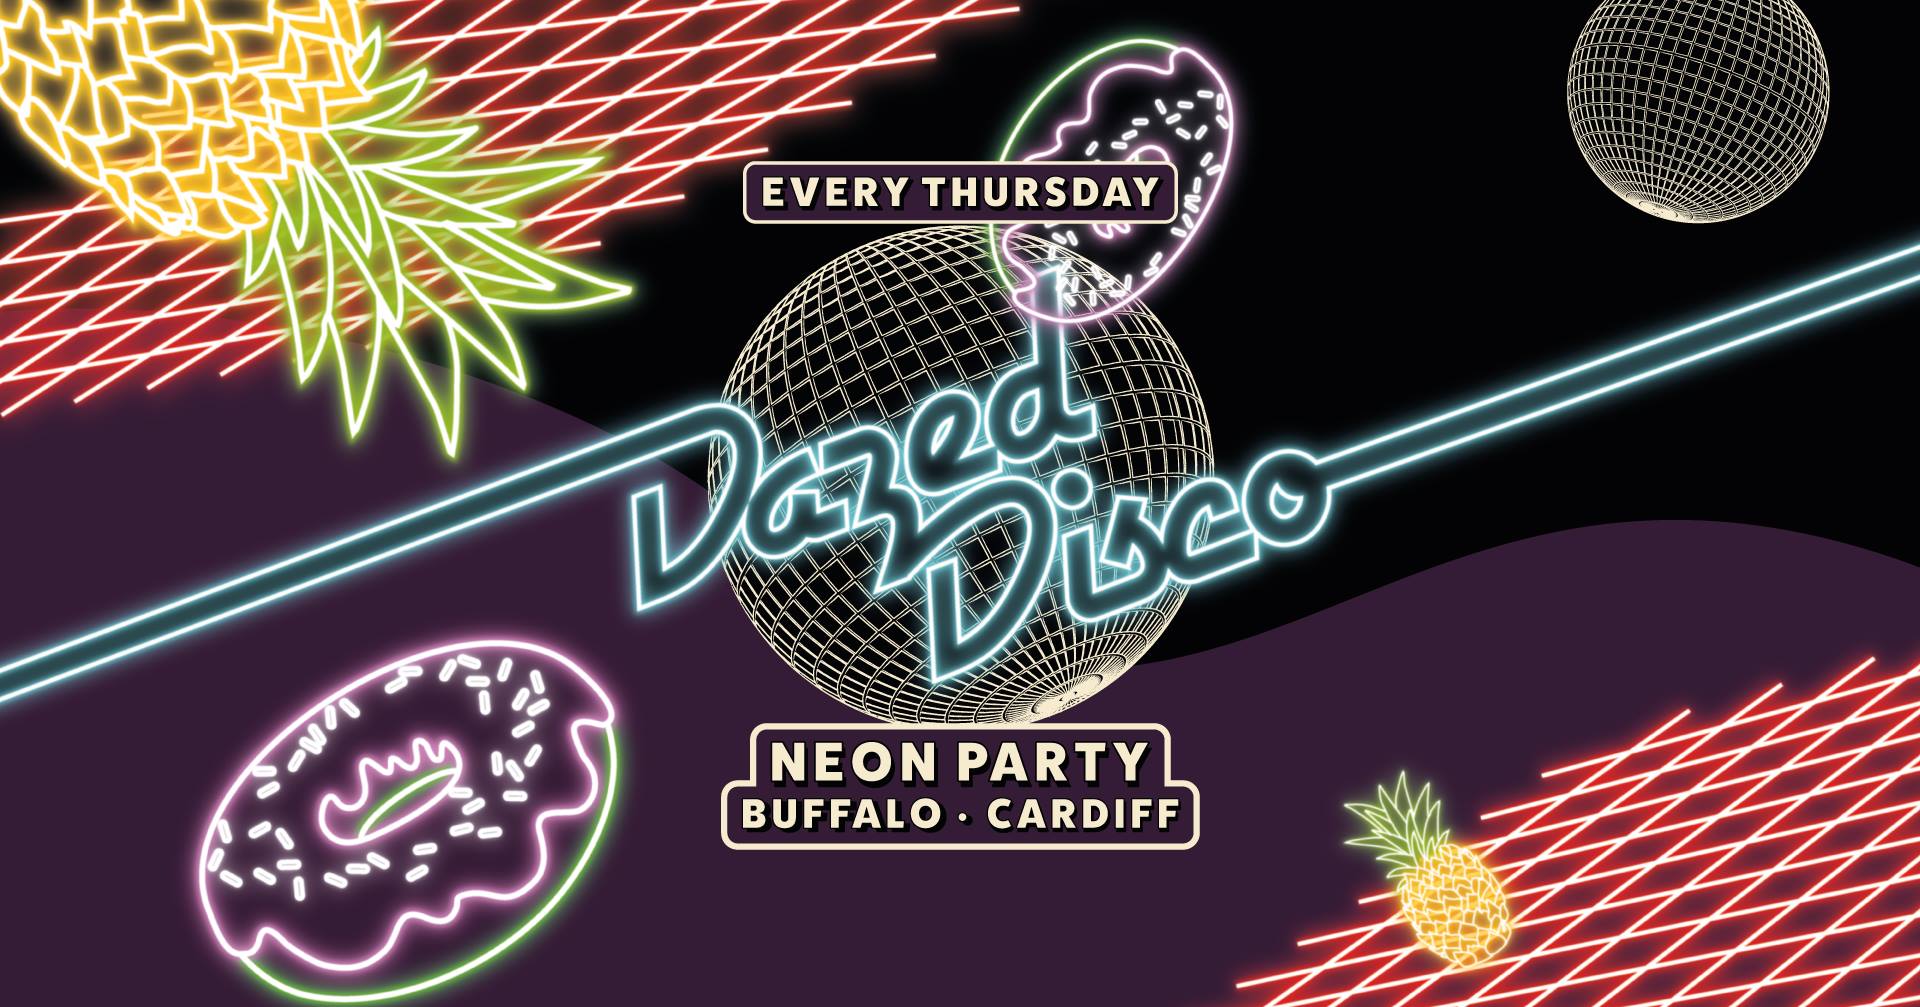 EVERY THURSDAY
Dazed
Disco
NEON PARTY
BUFFALO · CARDIFF